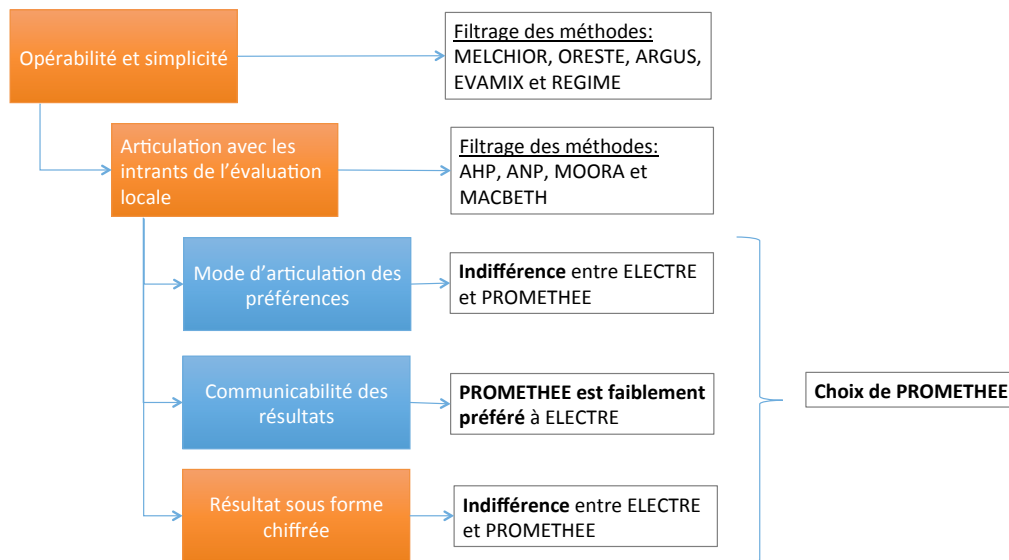 Opérabilité et simplicité
Filtrage des méthodes:
MELCHIOR, ORESTE, ARGUS,
EVAMIX et REGIME
Articulation avec les
intrants de l'évaluation
locale
Filtrage des méthodes:
AHP, ANP, MOORA et
MACBETH
Mode d'articulation des
préférences
Indifférence entre ELECTRE
et PROMETHEE
Communicabilité des
résultats
PROMETHEE est faiblement
préféré à ELECTRE
Choix de PROMETHEE
Résultat sous forme
chiffrée
Indifférence entre ELECTRE
et PROMETHEE